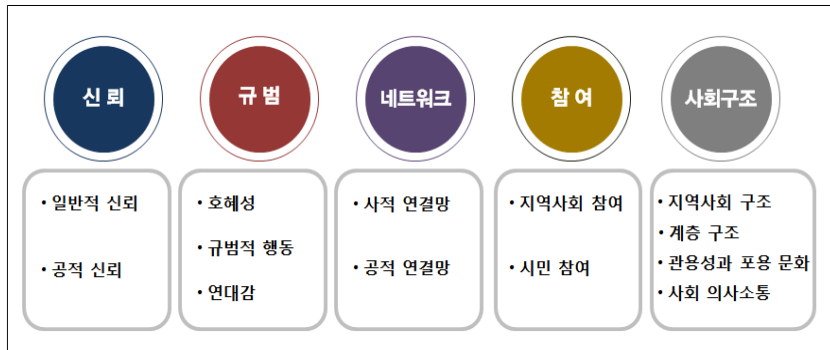 신뢰
규범
네트워크
참여
사회구조
• 일반적 신뢰
• 공적 신뢰
• 호혜성
• 규범적 행동
• 연대감
• 사적 연결망
• 공적 연결망
• 지역사회 참여
• 시민 참여
• 지역사회 구조
• 계층 구조
• 관용성과 포용 문화
• 사회 의사소통